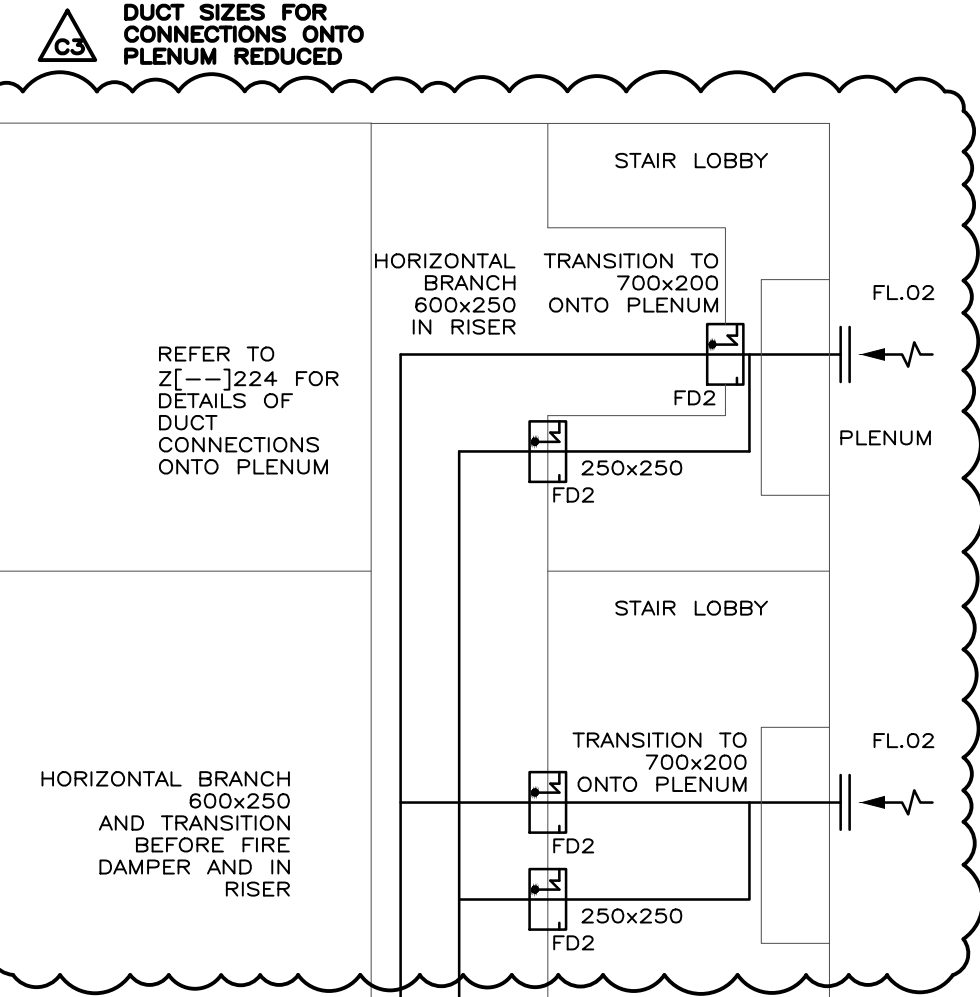 C3
DUCT SIZES FOR
CONNECTIONS ONTO
PLENUM REDUCED
STAIR LOBBY
HORIZONTAL
BRANCH
600x250
IN RISER
TRANSITION TO
700x200
ONTO PLENUM
FL.02
REFER TO
Z[--]224 FOR
DETAILS OF
DUCT
CONNECTIONS
ONTO PLENUM
FD2
PLENUM
250x250
FD2
STAIR LOBBY
TRANSITION TO
700x200
ONTO PLENUM
FL.02
HORIZONTAL BRANCH
600x250
AND TRANSITION
BEFORE FIRE
DAMPER AND IN
RISER
FD2
250x250
FD2